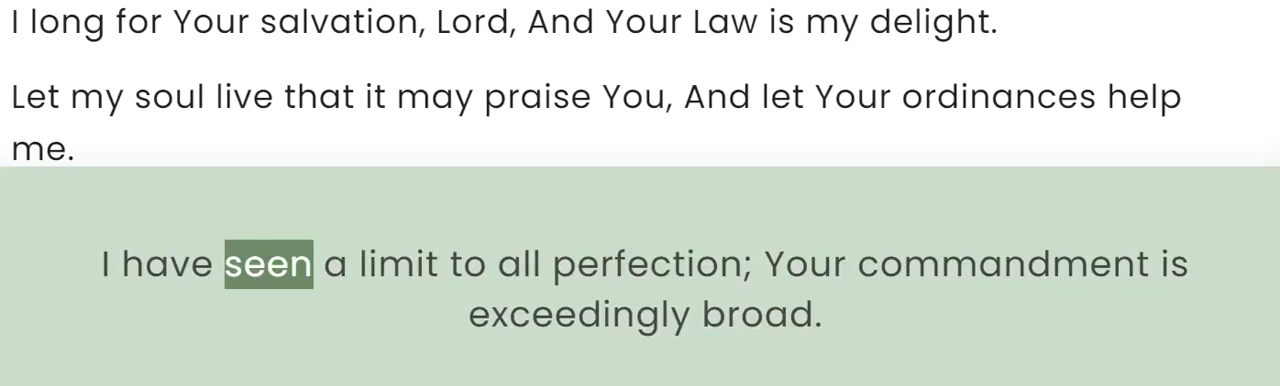 I long for Your salvation, Lord, And Your Law is my delight.
Let my soul live that it may praise You, And let Your ordinances help
me.
I have seen a limit to all perfection; Your commandment is
exceedingly broad.